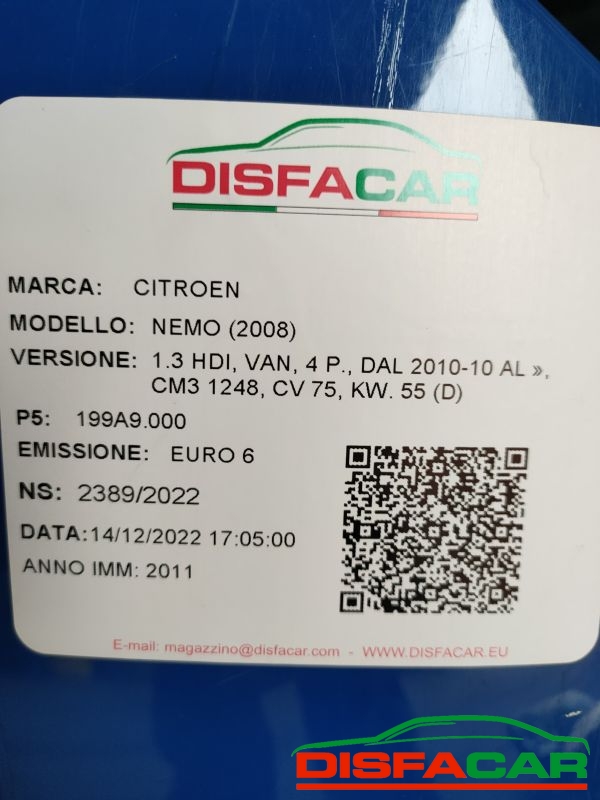 DISFACAR
MARCA: CITROEN
MODELLO: NEMO (2008)
VERSIONE: 1.3 HDI, VAN, 4 P., DAL 2010-10 AL »,
CM3 1248, CV 75, KW. 55 (D)
P5: 199A9.000
EMISSIONE: EURO 6
NS: 2389/2022
DATA:14/12/2022 17:05:00
ANNO IMM: 2011
E-mail: magazzino@disfacar.com - WWW.DISFACAR.EU
DISFACAR